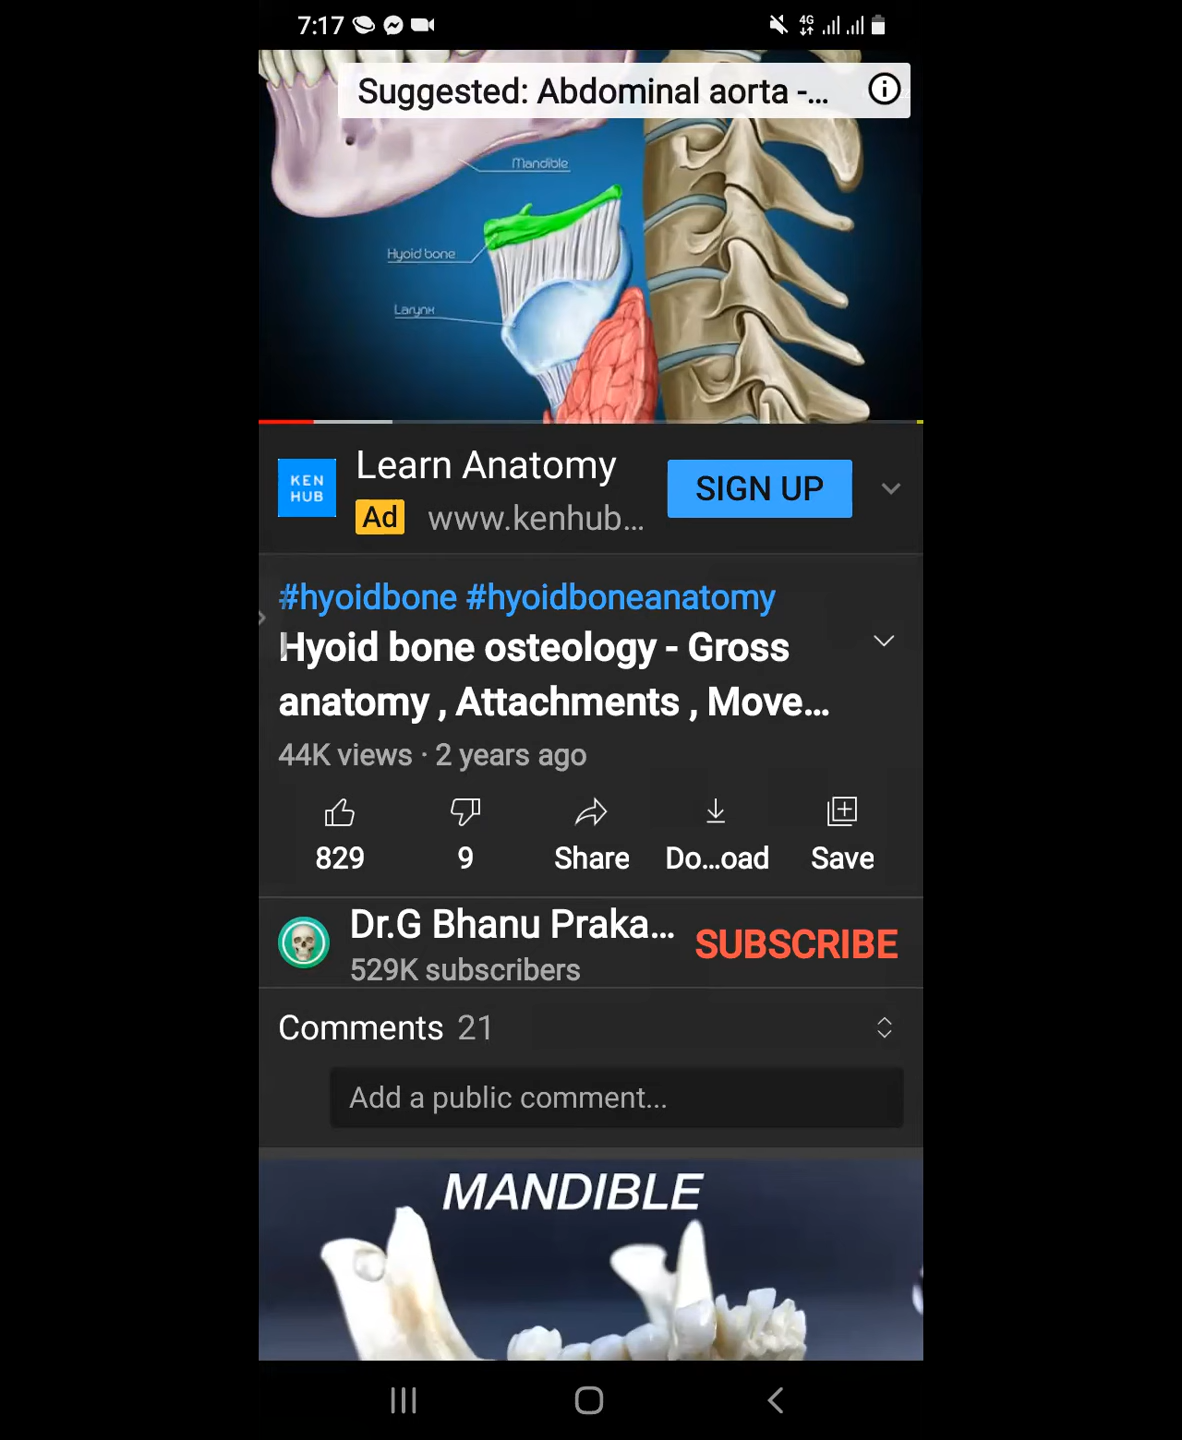 7:17
4G
Suggested: Abdominal aorta -...
Mandible
Hyoid bone
Larynx
KEN
HUB
Learn Anatomy
SIGN UP
Ad www.kenhub...
#hyoidbone #hyoidboneanatomy
Hyoid bone osteology - Gross
anatomy , Attachments , Move...
44K views · 2 years ago
829 9 Share Do...oad Save
Dr.G Bhanu Praka...
SUBSCRIBE
529K subscribers
Comments 21
Add a public comment...
MANDIBLE